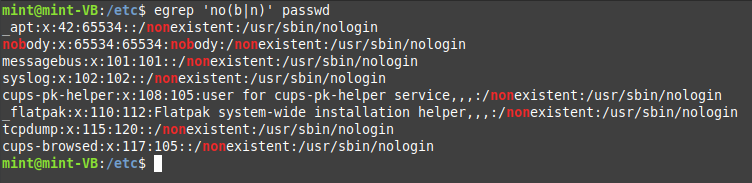 mint@mint-VB:/etc$ egrep 'no(b|n)' passwd
_apt:x:42:65534::/nonexistent:/usr/sbin/nologin
nobody:x:65534:65534:nobody:/nonexistent:/usr/sbin/nologin
messagebus:x:101:101::/nonexistent:/usr/sbin/nologin
syslog:x:102:102::/nonexistent:/usr/sbin/nologin
cups-pk-helper:x:108:105:user for cups-pk-helper service,,,:/nonexistent:/usr/sbin/nologin
_flatpak:x:110:112:Flatpak system-wide installation helper,,,:/nonexistent:/usr/sbin/nologin
tcpdump:x:115:120::/nonexistent:/usr/sbin/nologin
cups-browsed:x:117:105::/nonexistent:/usr/sbin/nologin
mint@mint-VB:/etc$